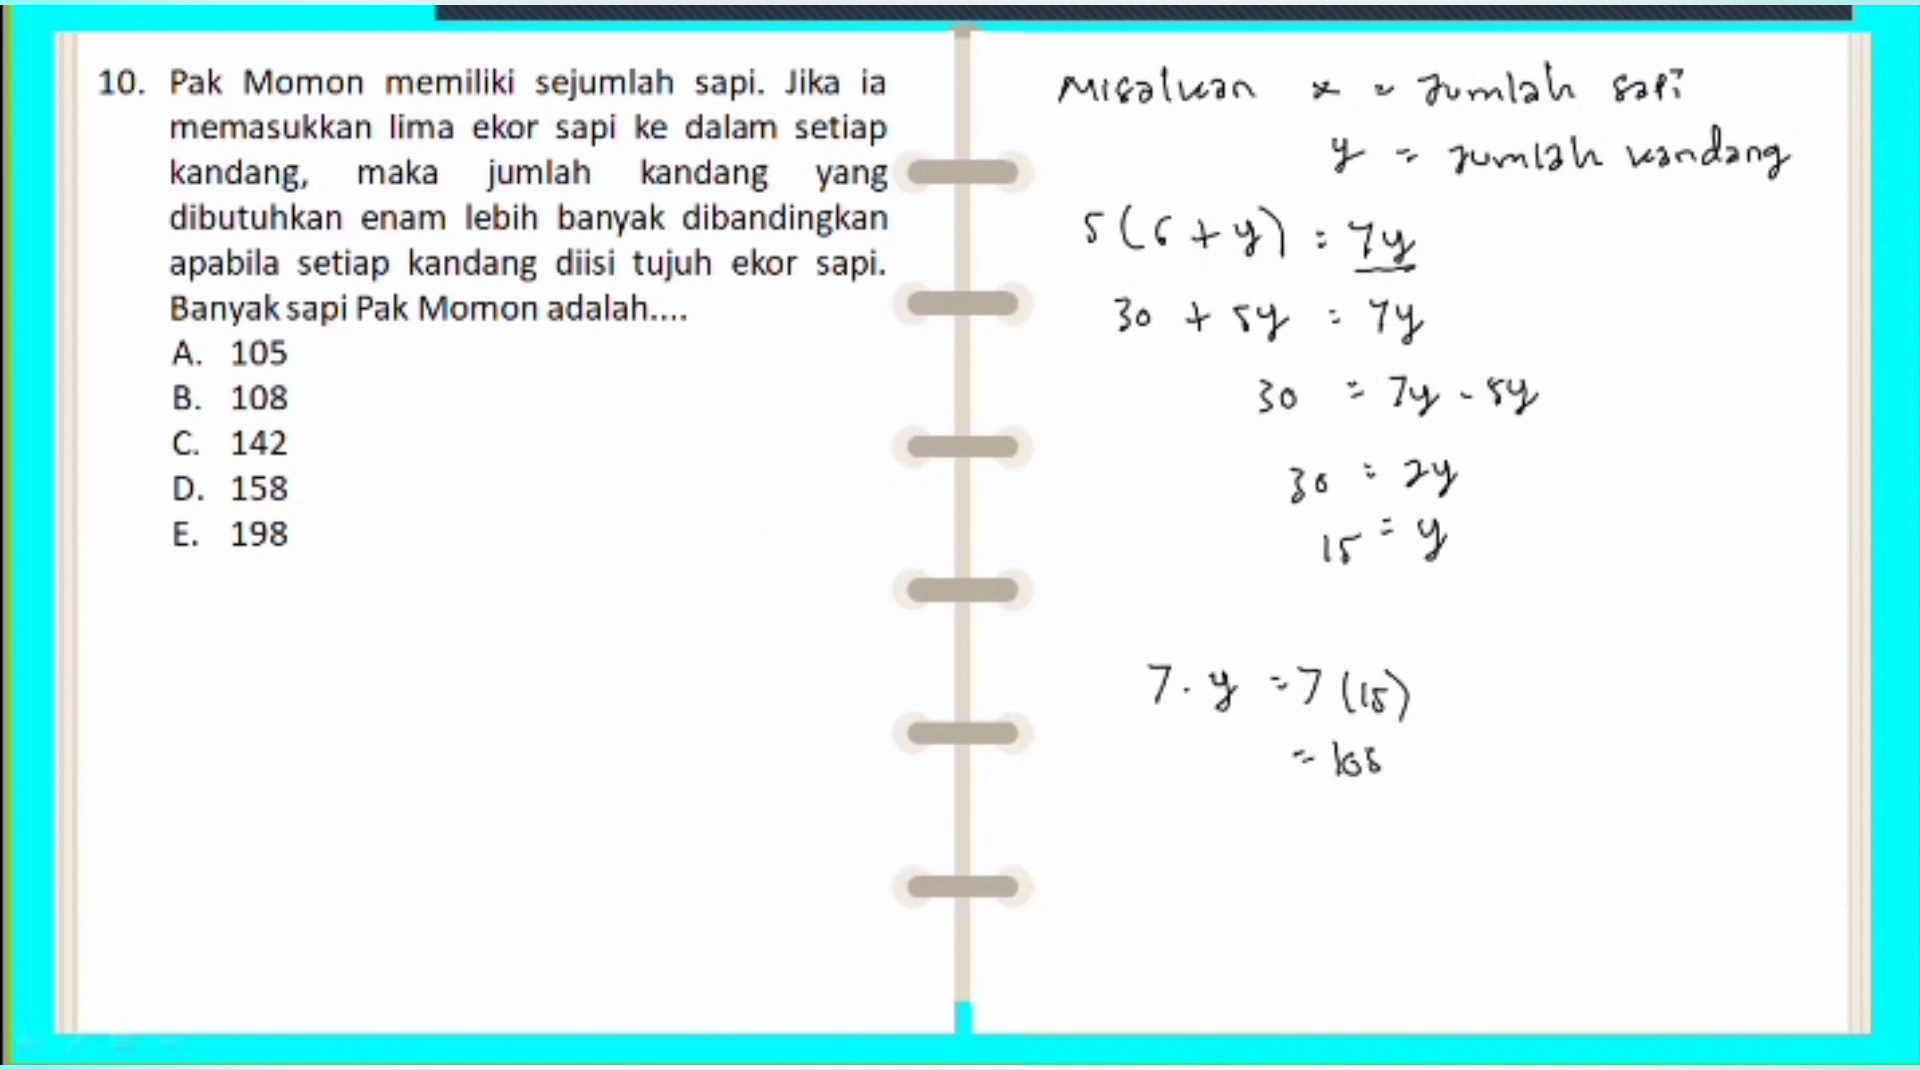 10. Pak Momon memiliki sejumlah sapi. Jika ia
memasukkan lima ekor sapi ke dalam setiap
kandang, maka jumlah kandang yang
dibutuhkan enam lebih banyak dibandingkan
apabila setiap kandang diisi tujuh ekor sapi.
Banyak sapi Pak Momon adalah....
A. 105
B. 108
C. 142
D. 158
E. 198
Misalkan x = Jumlah sapi
y = Jumlah kandang
5(6 + y) = 7y
30 + 5y = 7y
30 = 7y - 5y
30 = 2y
15 = y
7. y = 7 (15)
= 105